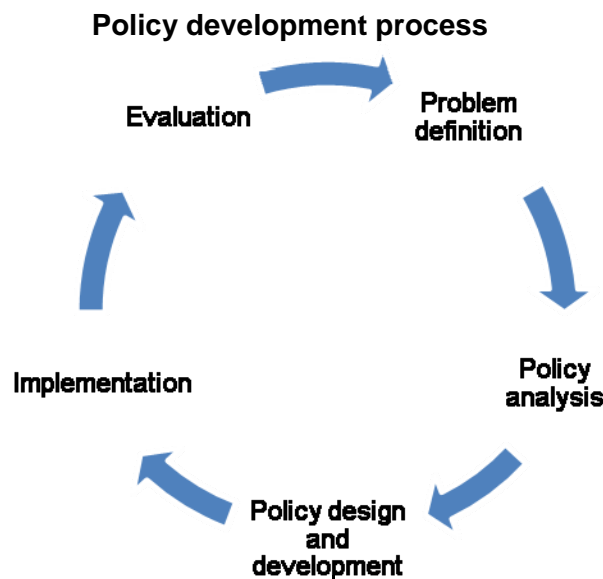 Policy development process
Evaluation
Problem
definition
Policy
analysis
Policy design
and
development
Implementation